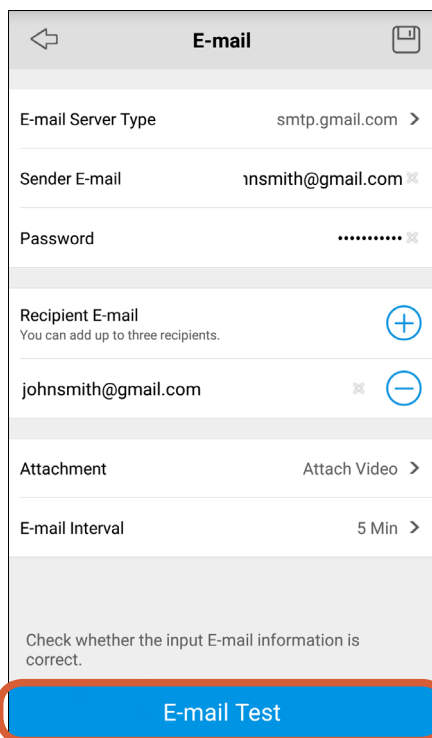 E-mail
E-mail Server Type smtp.gmail.com
Sender E-mail nsmith@gmail.com
Password •••••••••••
Recipient E-mail
You can add up to three recipients.
johnsmith@gmail.com
Attachment Attach Video
E-mail Interval 5 Min
Check whether the input E-mail information is
correct.
E-mail Test